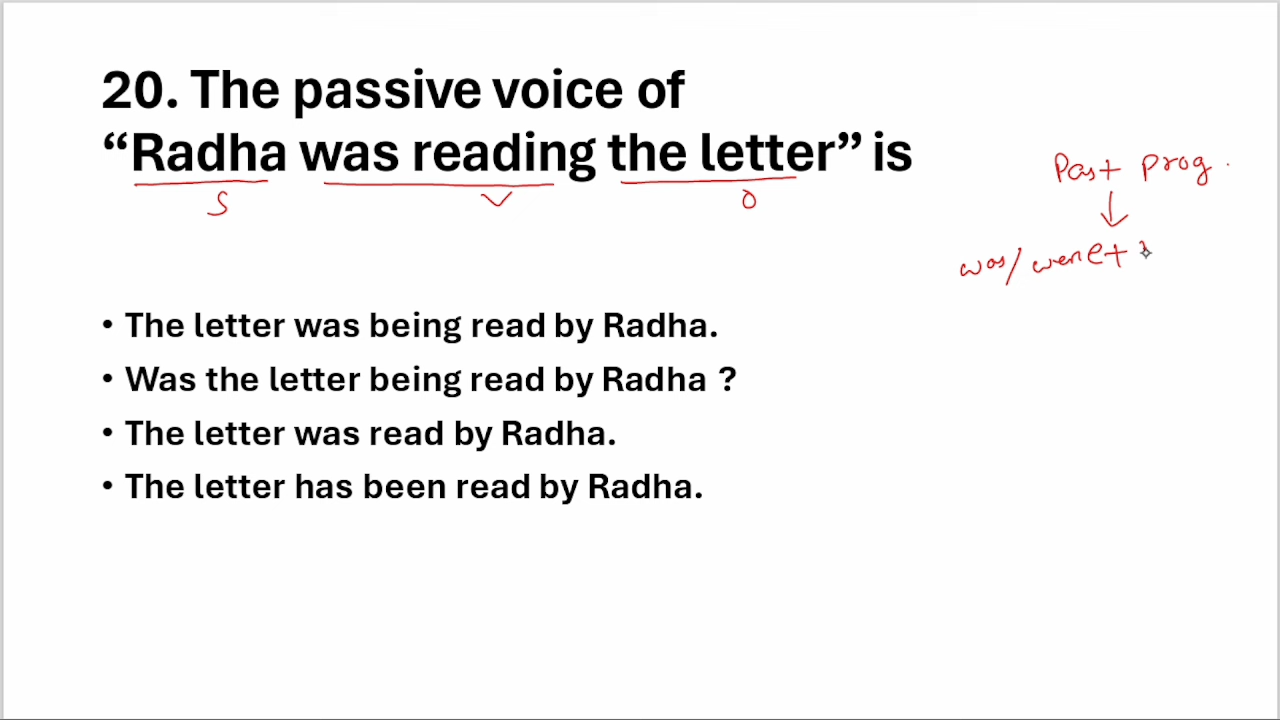 20. The passive voice of
“Radha was reading the letter” is
S V O
Past prog.
was/were+
• The letter was being read by Radha.
• Was the letter being read by Radha ?
• The letter was read by Radha.
• The letter has been read by Radha.